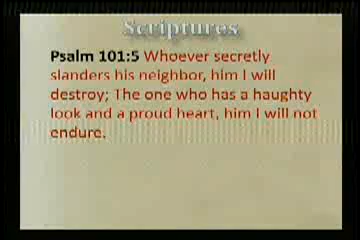 Scriptures
Psalm 101:5 Whoever secretly
slanders his neighbor, him I will
destroy; The one who has a haughty
look and a proud heart, him I will not
endure.